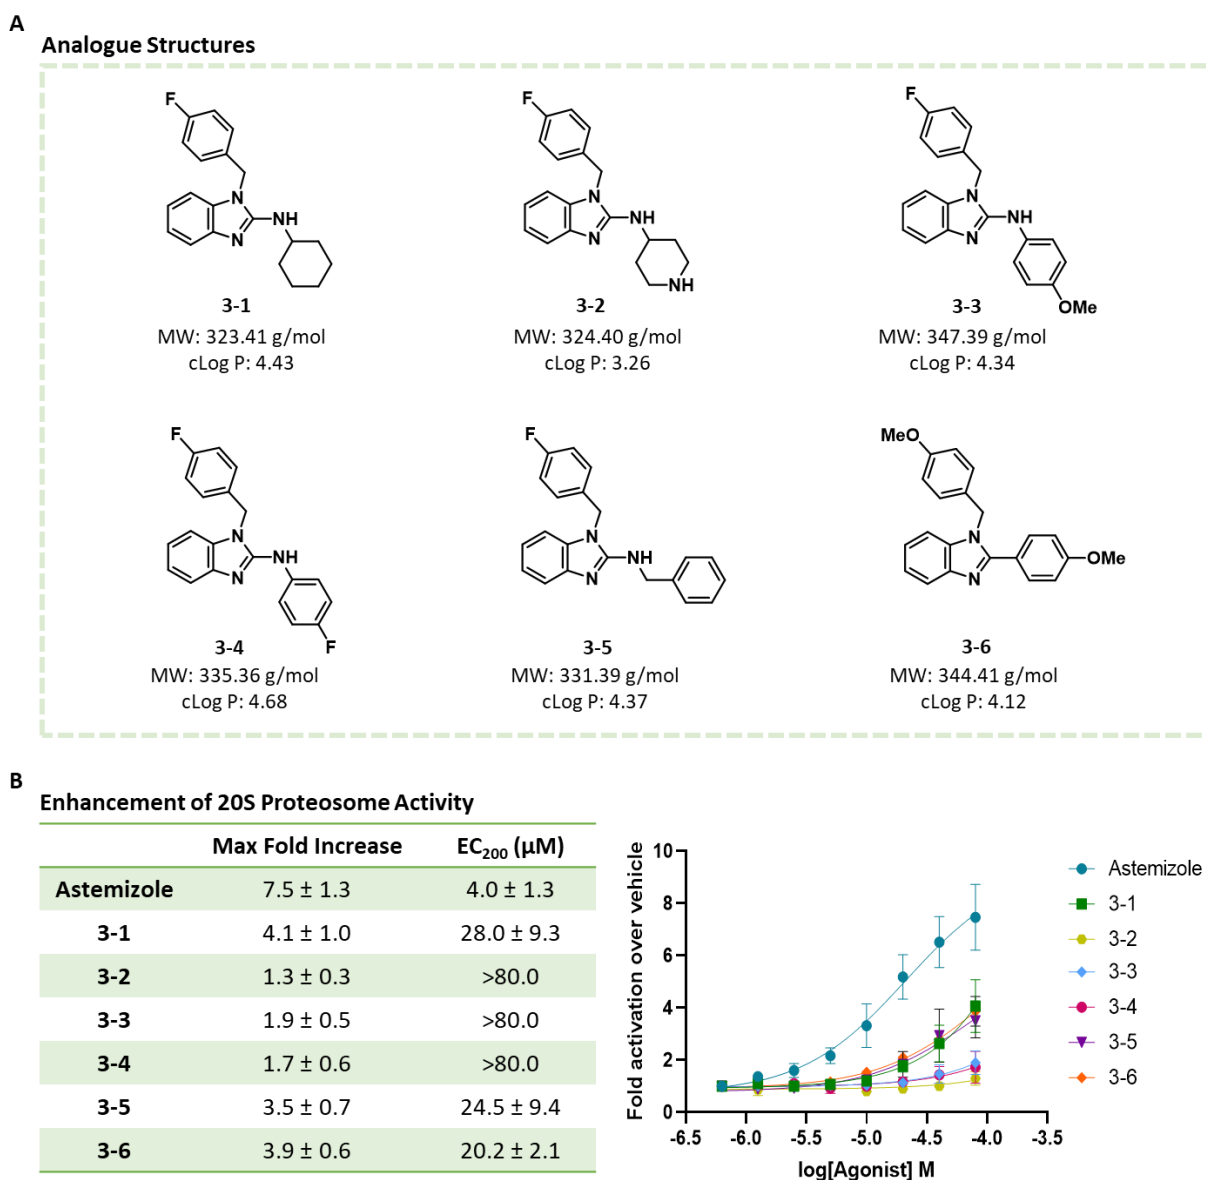 A
Analogue Structures
F
N
N
NH
3-1
MW: 323.41 g/mol
cLog P: 4.43
F
N
N
NH
NH
3-2
MW: 324.40 g/mol
cLog P: 3.26
F
N
N
NH
OMe
3-3
MW: 347.39 g/mol
cLog P: 4.34
F
N
N
NH
F
3-4
MW: 335.36 g/mol
cLog P: 4.68
F
N
N
NH
3-5
MW: 331.39 g/mol
cLog P: 4.37
MeO
N
N
OMe
3-6
MW: 344.41 g/mol
cLog P: 4.12
B
Enhancement of 20S Proteosome Activity
Max Fold Increase EC200 (µM)
Astemizole 7.5 ± 1.3 4.0 ± 1.3
3-1 4.1 ± 1.0 28.0 ± 9.3
3-2 1.3 ± 0.3 >80.0
3-3 1.9 ± 0.5 >80.0
3-4 1.7 ± 0.6 >80.0
3-5 3.5 ± 0.7 24.5 ± 9.4
3-6 3.9 ± 0.6 20.2 ± 2.1
Fold activation over vehicle
10
8
6
4
2
0
-6.5 -6.0 -5.5 -5.0 -4.5 -4.0 -3.5
log[Agonist] M
Astemizole
3-1
3-2
3-3
3-4
3-5
3-6